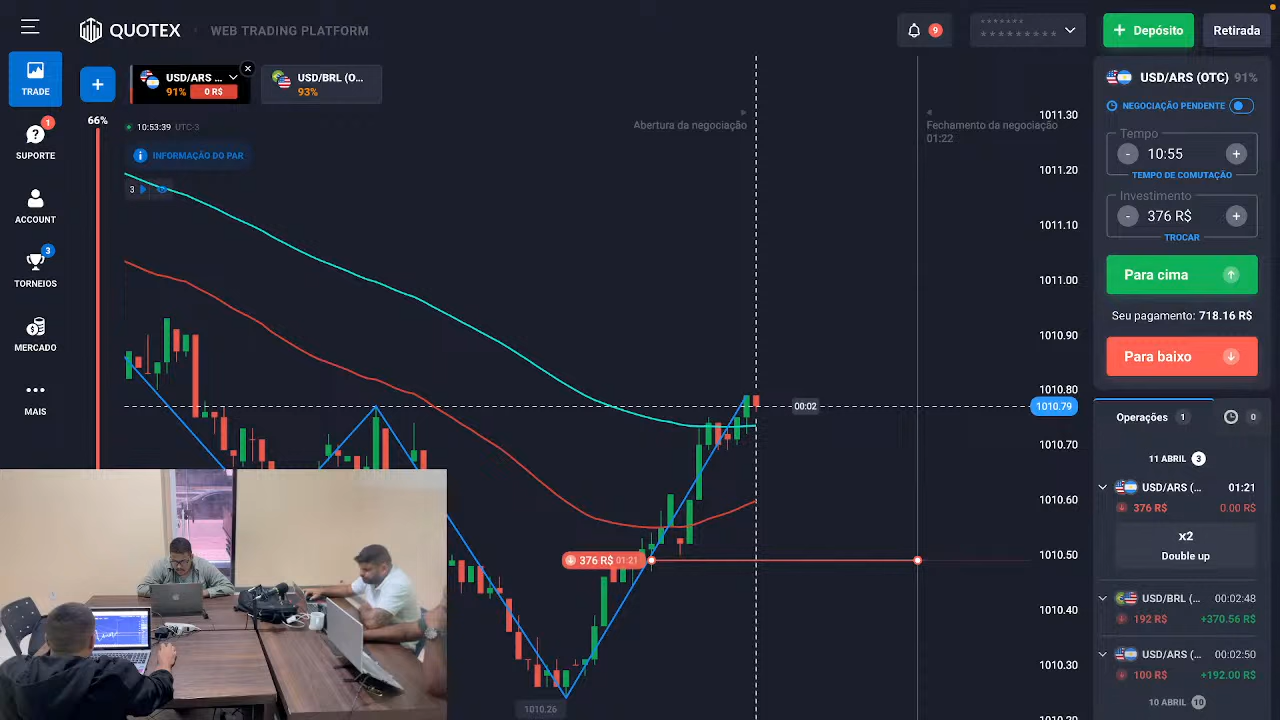 QUOTEX
WEB TRADING PLATFORM
9
*******
*********
Depósito
Retirada
TRADE
+
USD/ARS ...
91%
0 R$
USD/BRL (O...
93%
66%
10:53:39 UTC-3
INFORMAÇÃO DO PAR
3
1
SUPORTE
ACCOUNT
3
TORNEIOS
MERCADO
MAIS
Abertura da negociação
Fechamento da negociação
01:22
1011.30
1011.20
1011.10
1011.00
1010.90
1010.80
1010.79
1010.70
1010.60
1010.50
1010.40
1010.30
1010.20
00:02
376 R$ 01:21
1010.26
USD/ARS (OTC) 91%
NEGOCIAÇÃO PENDENTE
Tempo
- 10:55 +
TEMPO DE COMUTAÇÃO
Investimento
- 376 R$ +
TROCAR
Para cima
Seu pagamento: 718.16 R$
Para baixo
Operações 1
0
11 ABRIL 3
USD/ARS (... 01:21
376 R$ 0.00 R$
x2
Double up
USD/BRL (... 00:02:48
192 R$ +370.56 R$
USD/ARS (... 00:02:50
100 R$ +192.00 R$
10 ABRIL 10